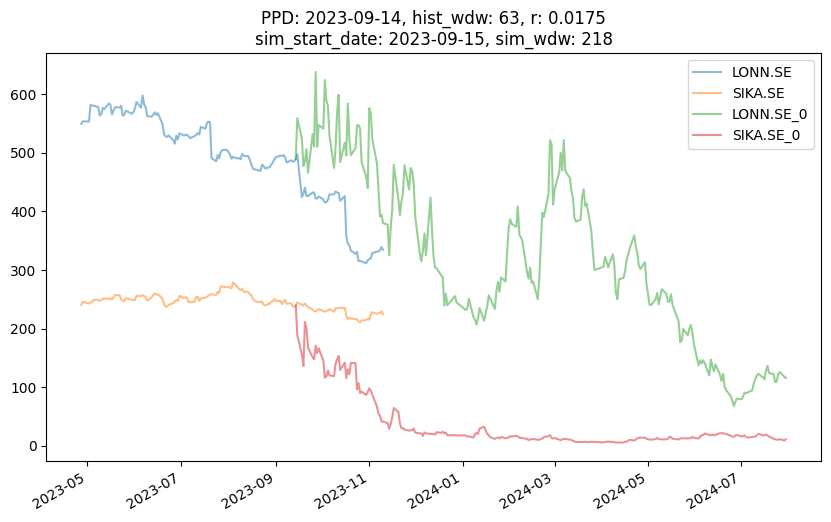 PPD: 2023-09-14, hist_wdw: 63, r: 0.0175
sim_start_date: 2023-09-15, sim_wdw: 218
LONN.SE
SIKA.SE
LONN.SE_0
SIKA.SE_0
600
500
400
300
200
100
0
2023-05
2023-07
2023-09
2023-11
2024-01
2024-03
2024-05
2024-07